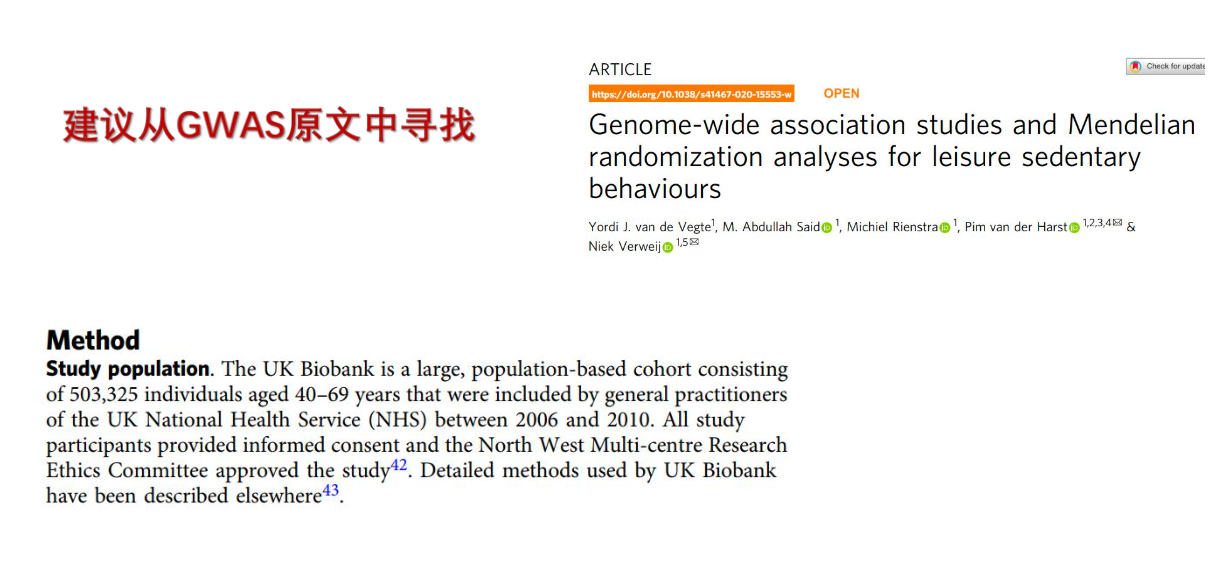 建议从GWAS原文中寻找
ARTICLE
Check for update
https://doi.org/10.1038/s41467-020-15553-w
OPEN
Genome-wide association studies and Mendelian
randomization analyses for leisure sedentary
behaviours
Yordi J. van de Vegte1, M. Abdullah Said 1, Michiel Rienstra 1, Pim van der Harst 1,2,3,4✉ &
Niek Verweij 1,5✉
Method
Study population. The UK Biobank is a large, population-based cohort consisting
of 503,325 individuals aged 40–69 years that were included by general practitioners
of the UK National Health Service (NHS) between 2006 and 2010. All study
participants provided informed consent and the North West Multi-centre Research
Ethics Committee approved the study42. Detailed methods used by UK Biobank
have been described elsewhere43.